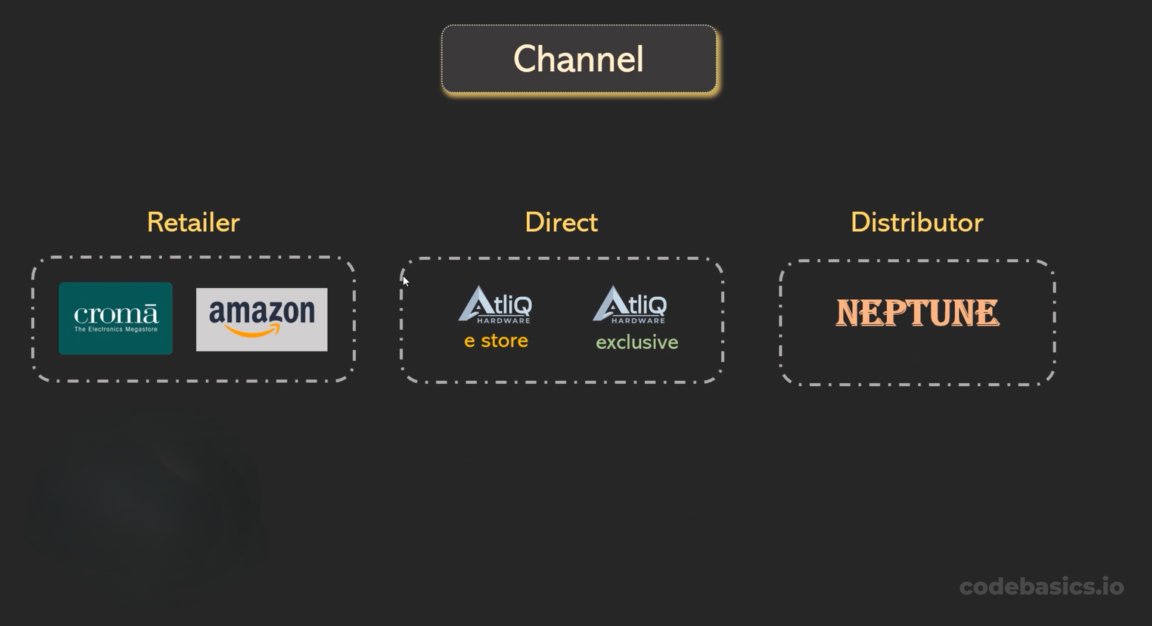 Channel
Retailer
Direct
Distributor
cromā
The Electronics Megastore
amazon
AtliQ
HARDWARE
e store
AtliQ
HARDWARE
exclusive
NEPTUNE
codebasics.io